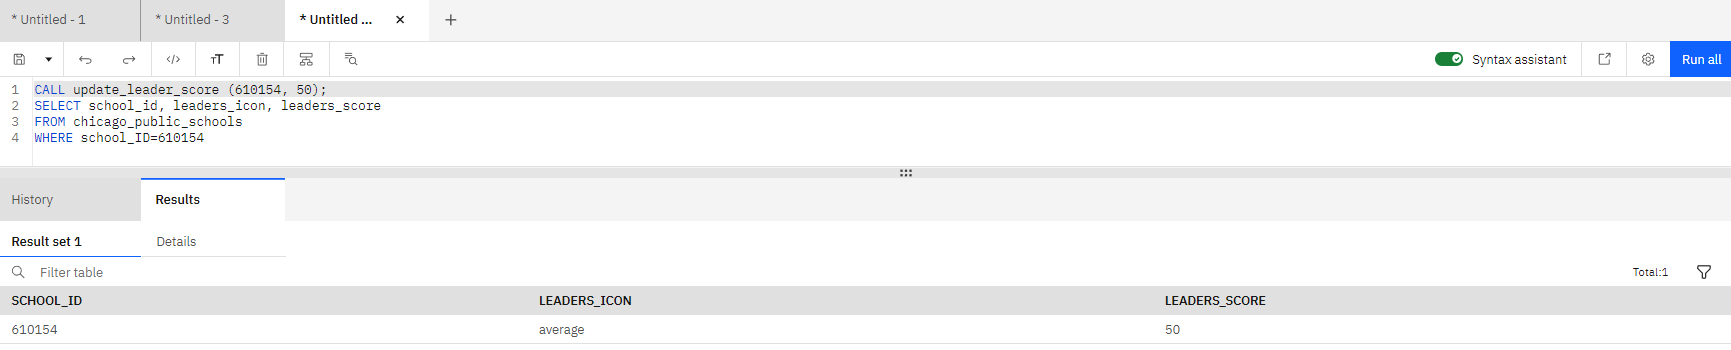 * Untitled - 1
* Untitled - 3
* Untitled ...
Syntax assistant
Run all
1 CALL update_leader_score (610154, 50);
2 SELECT school_id, leaders_icon, leaders_score
3 FROM chicago_public_schools
4 WHERE school_ID=610154
History
Results
Result set 1
Details
Filter table
Total:1
SCHOOL_ID LEADERS_ICON LEADERS_SCORE
610154 average 50